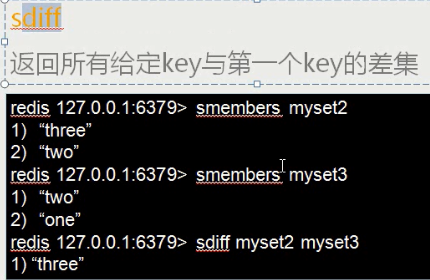 sdiff
返回所有给定key与第一个key的差集
redis 127.0.0.1:6379> smembers myset2
1) “three”
2) “two”
redis 127.0.0.1:6379> smembers myset3
1) “two”
2) “one”
redis 127.0.0.1:6379> sdiff myset2 myset3
1) “three”